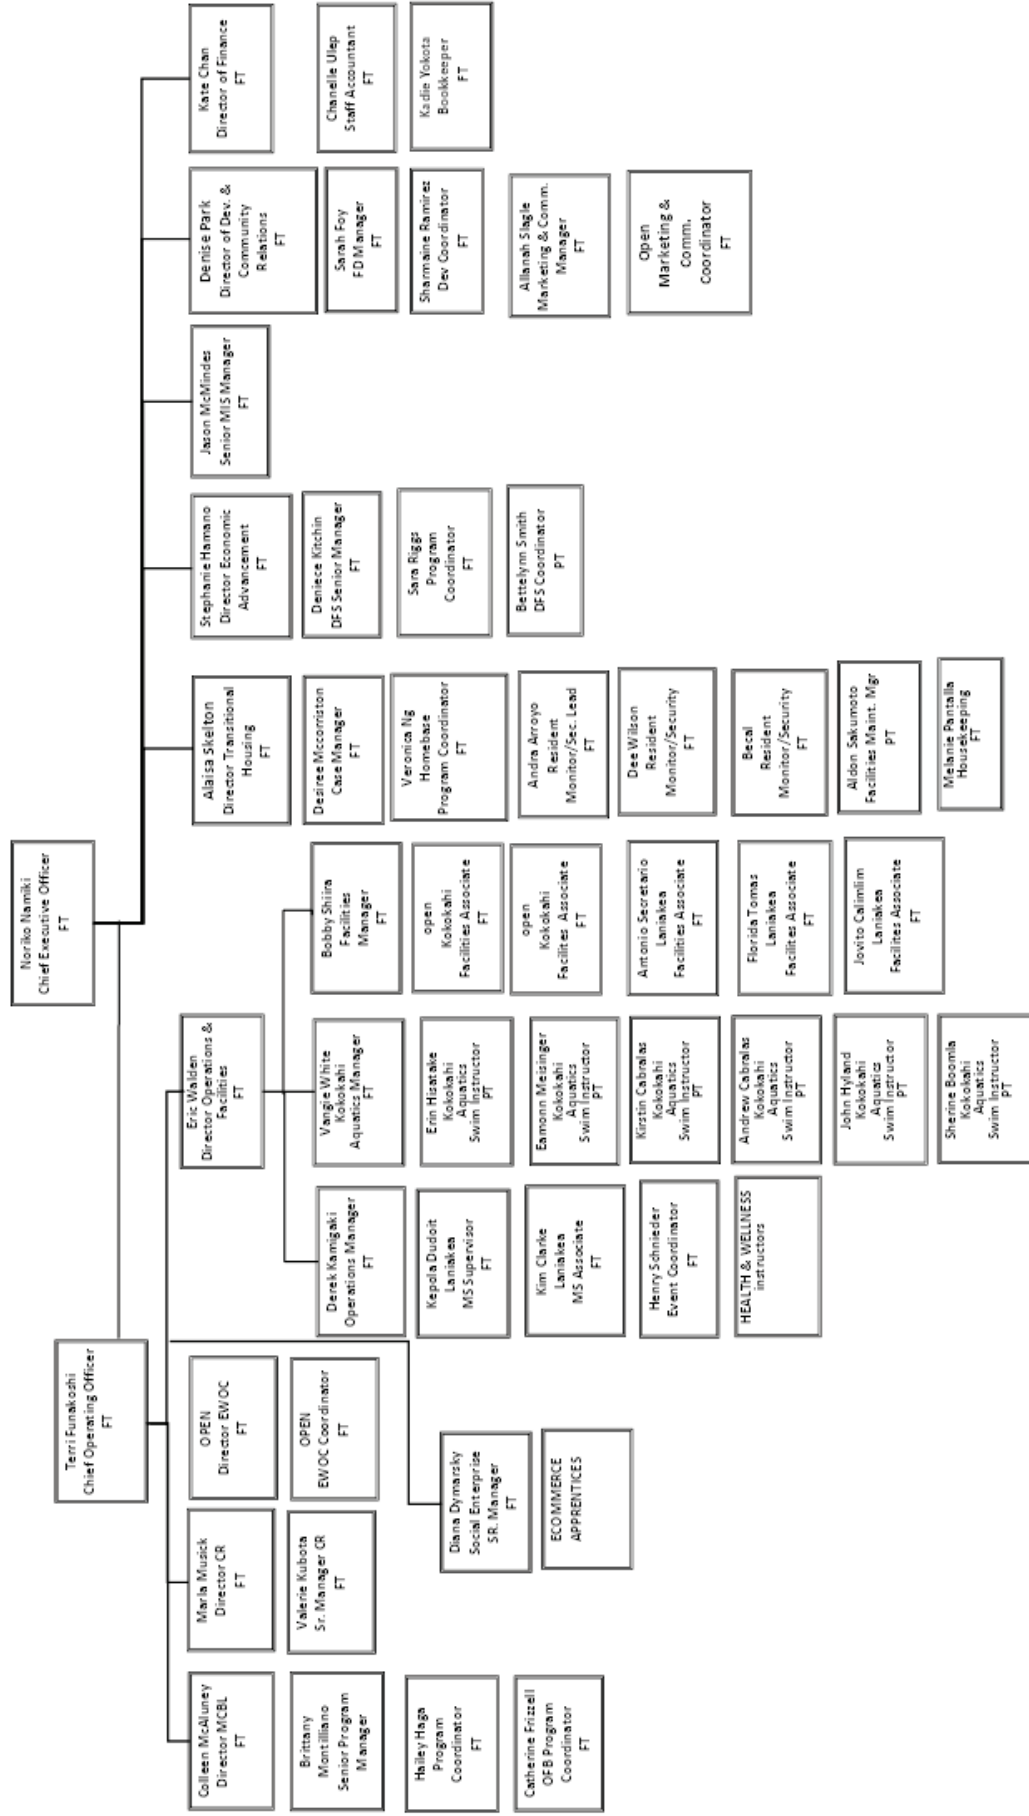 Noriko Namiki
Chief Executive Officer
FT
Terri Funakoshi
Chief Operating Officer
FT
Colleen McAluney
Director MCBL
FT
Brittany
Montilliano
Senior Program
Manager
Hailey Haga
Program
Coordinator
FT
Catherine Frizzell
OFB Program
Coordinator
FT
Marla Musick
Director CR
FT
Valerie Kubota
Sr. Manager CR
FT
OPEN
Director EWOC
FT
OPEN
EWOC Coordinator
FT
Diana Dymarsky
Social Enterprise
SR. Manager
FT
ECOMMERCE
APPRENTICES
Eric Walden
Director Operations &
Facilities
FT
Derek Kamigaki
Operations Manager
FT
Kepola Dudoit
Laniakea
MS Supervisor
FT
Kim Clarke
Laniakea
MS Associate
FT
Henry Schnieder
Event Coordinator
FT
HEALTH & WELLNESS
instructors
Vangie White
Kokokahi
Aquatics Manager
FT
Erin Hisatake
Kokokahi
Aquatics
Swim Instructor
PT
Eamonn Meisinger
Kokokahi
Aquatics
Swim Instructor
PT
Kirstin Cabralas
Kokokahi
Aquatics
Swim Instructor
PT
Andrew Cabralas
Kokokahi
Aquatics
Swim Instructor
PT
John Hyland
Kokokahi
Aquatics
Swim Instructor
PT
Sherine Boomla
Kokokahi
Aquatics
Swim Instructor
PT
Bobby Shiira
Facilities
Manager
FT
open
Kokokahi
Facilities Associate
FT
open
Kokokahi
Facilites Associate
FT
Antonio Secretario
Laniakea
Facilities Associate
FT
Florida Tomas
Laniakea
Facilites Associate
FT
Jovito Calimlim
Laniakea
Facilites Associate
FT
Alaisa Skelton
Director Transitional
Housing
FT
Desiree Mccorriston
Case Manager
FT
Veronica Ng
Homebase
Program Coordinator
FT
Andra Arroyo
Resident
Monitor/Sec. Lead
FT
Dee Wilson
Resident
Monitor/Security
FT
Becal
Resident
Monitor/Security
FT
Aldon Sakumoto
Facilities Maint. Mgr
PT
Melanie Pantalla
Housekeeping
FT
Stephanie Hamano
Director Economic
Advancement
FT
Deniece Kitchin
DFS Senior Manager
FT
Sara Riggs
Program
Coordinator
FT
Bettelynn Smith
DFS Coordinator
PT
Jason McMindes
Senior MIS Manager
FT
Denise Park
Director of Dev. &
Community
Relations
FT
Sarah Foy
FD Manager
FT
Sharmaine Ramirez
Dev Coordinator
FT
Allanah Slagle
Marketing & Comm.
Manager
FT
Open
Marketing &
Comm.
Coordinator
FT
Kate Chan
Director of Finance
FT
Chanelle Ulep
Staff Accountant
FT
Kadie Yokota
Bookkeeper
FT